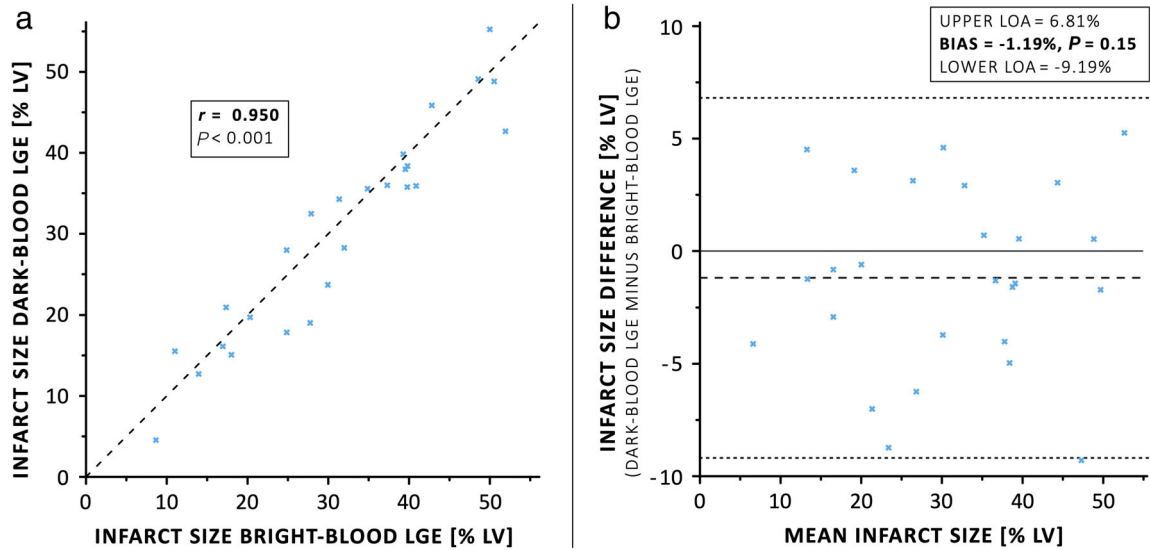 a
INFARCT SIZE DARK-BLOOD LGE [% LV]
50
40
30
20
10
0
r = 0.950
P < 0.001
0 10 20 30 40 50
INFARCT SIZE BRIGHT-BLOOD LGE [% LV]
b
INFARCT SIZE DIFFERENCE [% LV]
(DARK-BLOOD LGE MINUS BRIGHT-BLOOD LGE)
10
5
0
-5
-10
UPPER LOA = 6.81%
BIAS = -1.19%, P = 0.15
LOWER LOA = -9.19%
0 10 20 30 40 50
MEAN INFARCT SIZE [% LV]